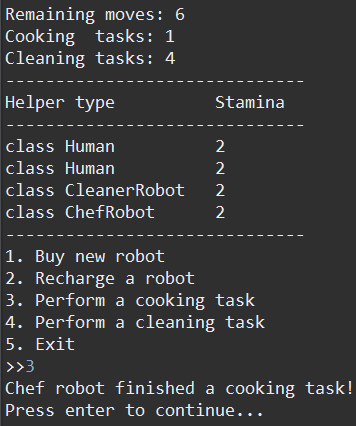 Remaining moves: 6
Cooking  tasks: 1
Cleaning tasks: 4
------------------------------
Helper type          Stamina
------------------------------
class Human          2
class Human          2
class CleanerRobot   2
class ChefRobot      2
------------------------------
1. Buy new robot
2. Recharge a robot
3. Perform a cooking task
4. Perform a cleaning task
5. Exit
>>3
Chef robot finished a cooking task!
Press enter to continue...